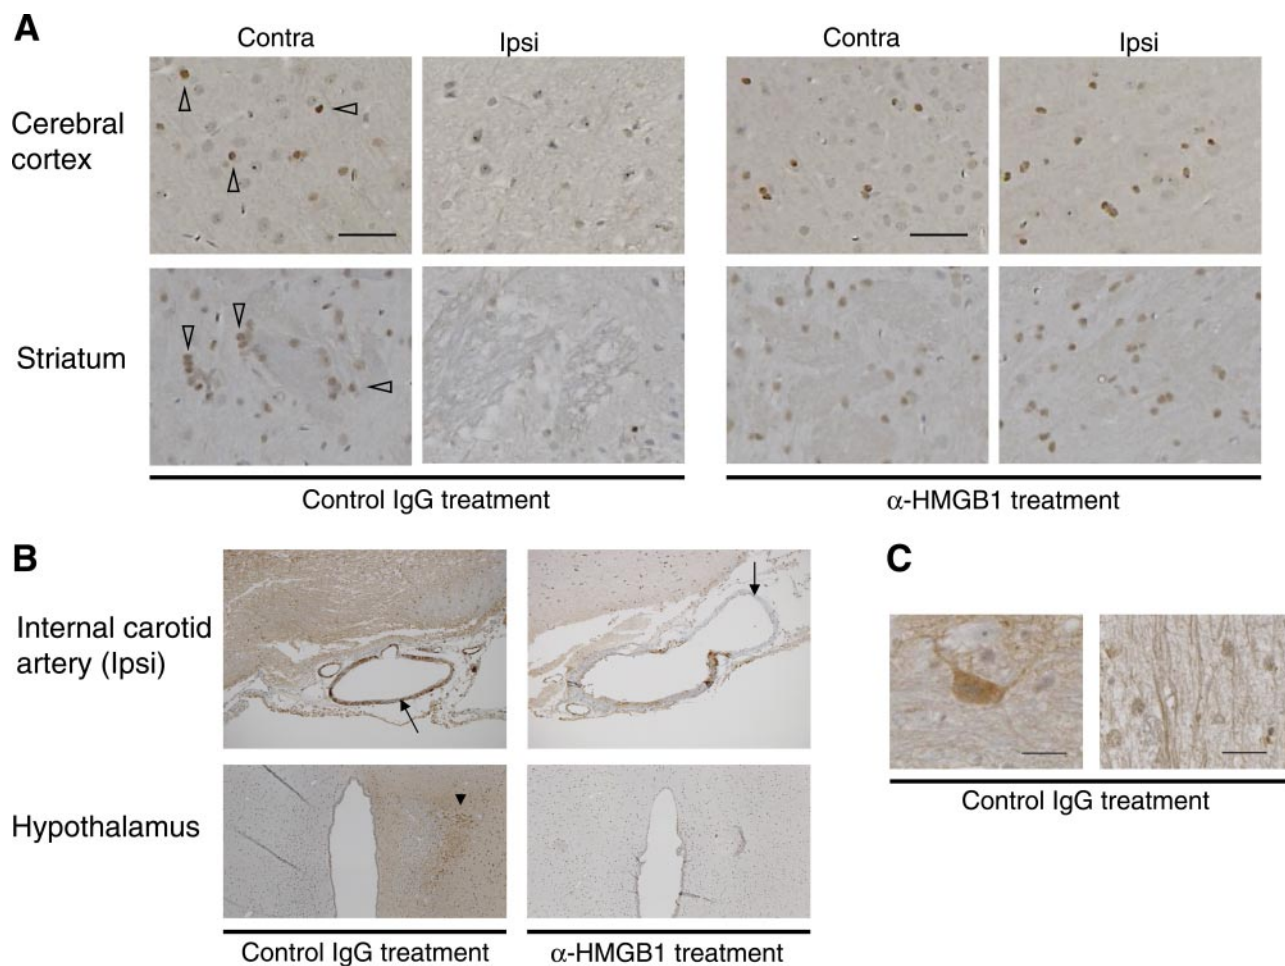 A
Contra
Ipsi
Contra
Ipsi
Cerebral
cortex
Striatum
Control IgG treatment
α-HMGB1 treatment
B
C
Internal carotid
artery (Ipsi)
Hypothalamus
Control IgG treatment
α-HMGB1 treatment
Control IgG treatment